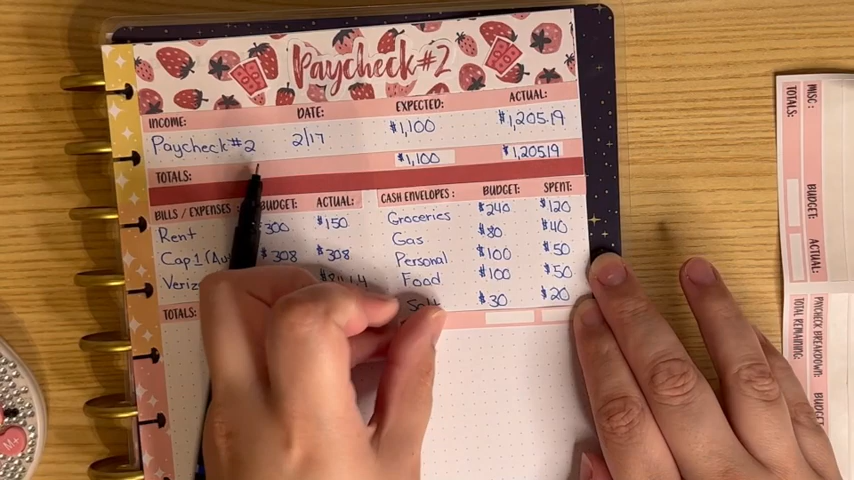 Paycheck #2
INCOME: DATE: EXPECTED: ACTUAL:
Paycheck #2 2/17 $1,100 $1,205.19
TOTALS: $1,100 $1,205.19
BILLS / EXPENSES: BUDGET: ACTUAL:
Rent $300 $150
Cap1 $308 $308
CASH ENVELOPES: BUDGET: SPENT:
Groceries $240 $120
Gas $80 $40
Personal $100 $50
Food $100 $50
$30 $20
TOTALS:
MISC: BUDGET: ACTUAL:
TOTALS:
PAYCHECK BREAKDOWN:
TOTAL REMAINING:
M+